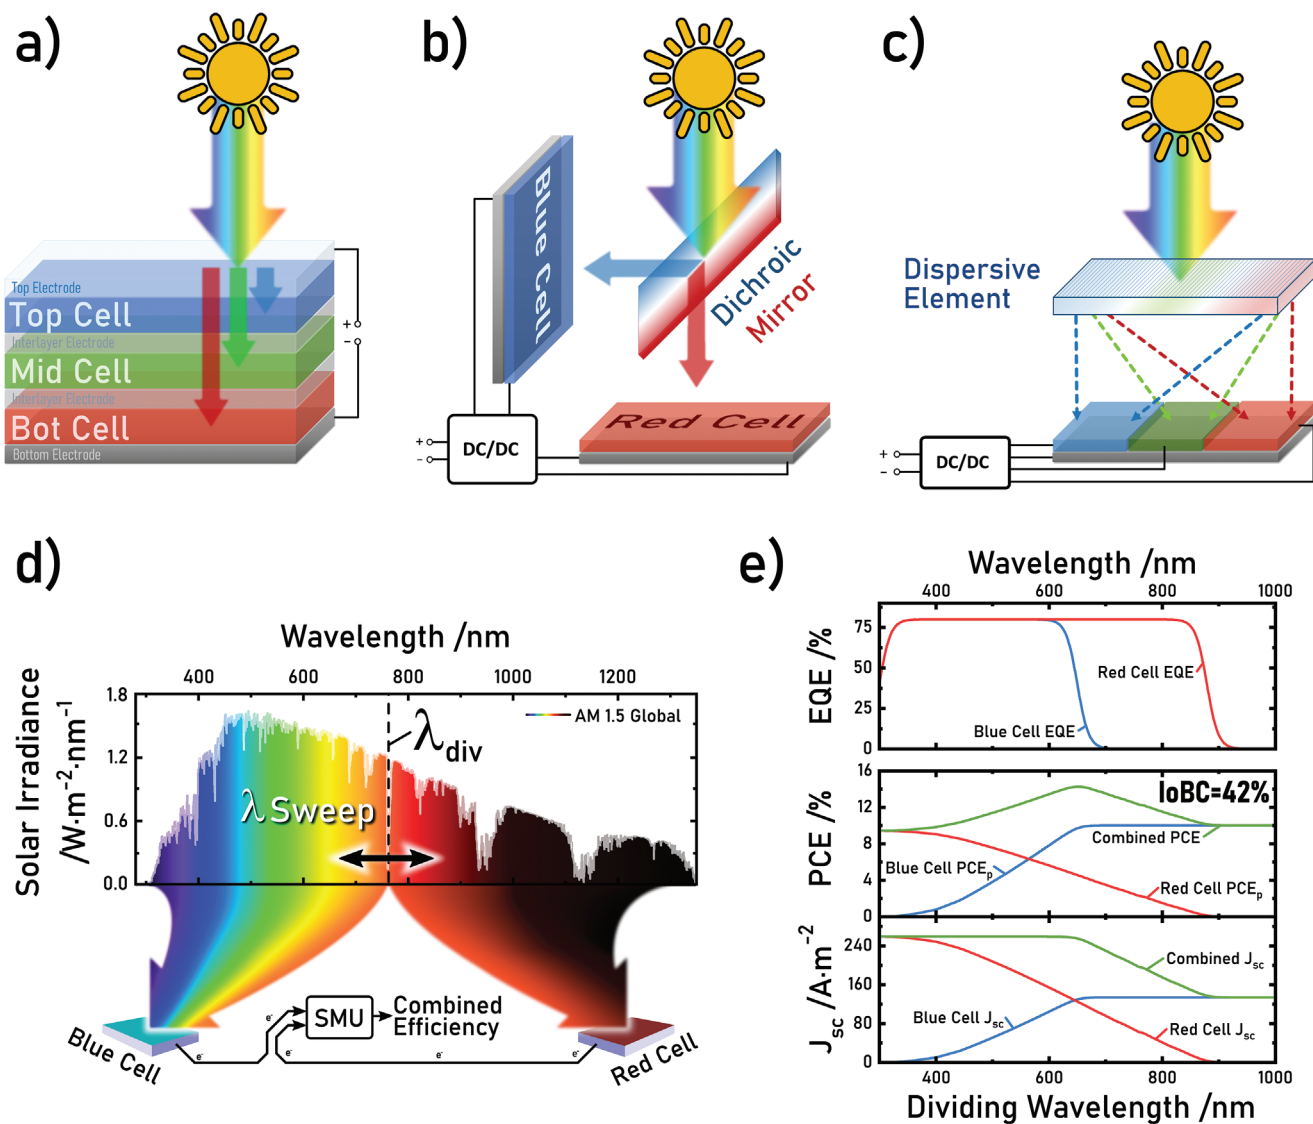 a)
Top Electrode
Top Cell
Interlayer Electrode
Mid Cell
Interlayer Electrode
Bot Cell
Bottom Electrode
+
−
b)
Blue Cell
Dichroic
Mirror
Red Cell
DC/DC
+
−
c)
Dispersive
Element
DC/DC
+
−
d)
Wavelength /nm
400 600 800 1000 1200
Solar Irradiance
/W·m⁻²·nm⁻¹
1.8
1.2
0.6
0.0
AM 1.5 Global
λdiv
λ Sweep
SMU
Combined
Efficiency
e⁻
e⁻
e⁻
e⁻
e⁻
Blue Cell
Red Cell
e)
Wavelength /nm
400 600 800 1000
EQE /%
75
50
25
0
Red Cell EQE
Blue Cell EQE
PCE /%
16
12
8
4
0
IoBC=42%
Combined
PCE
Blue Cell PCEp
Red Cell PCEp
Jsc /A·m⁻²
240
160
80
0
Combined Jsc
Blue Cell Jsc
Red Cell Jsc
400 600 800 1000
Dividing Wavelength /nm